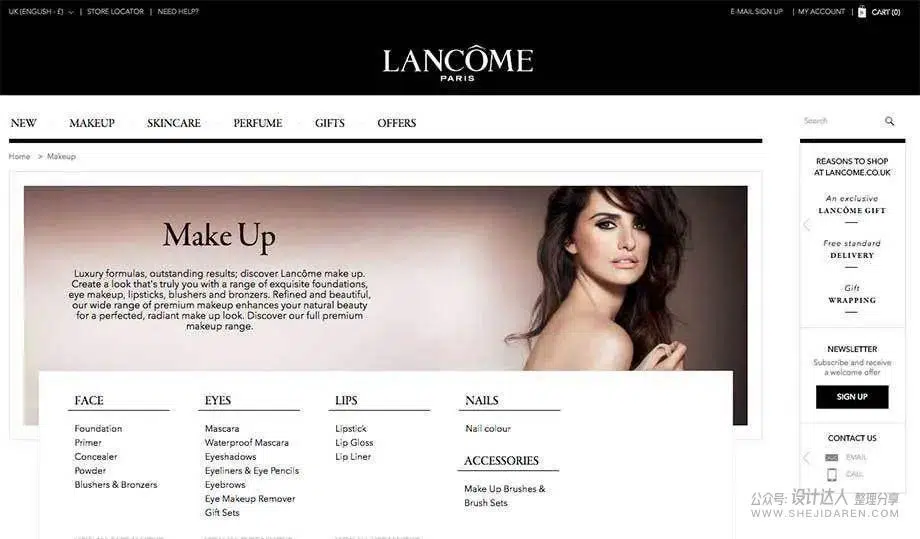 UK (ENGLISH - £) | STORE LOCATOR | NEED HELP?
E-MAIL SIGN UP | MY ACCOUNT | CART (0)
LANCÔME
PARIS
NEW MAKEUP SKINCARE PERFUME GIFTS OFFERS
Search
Home > Makeup
Make Up
Luxury formulas, outstanding results; discover Lancôme make up.
Create a look that's truly you with a range of exquisite foundations,
eye makeup, lipsticks, blushers and bronzers. Refined and beautiful,
our wide range of premium makeup enhances your natural beauty
for a perfected, radiant make up look. Discover our full premium
makeup range.
FACE
Foundation
Primer
Concealer
Powder
Blushers & Bronzers
EYES
Mascara
Waterproof Mascara
Eyeshadows
Eyeliners & Eye Pencils
Eyebrows
Eye Makeup Remover
Gift Sets
LIPS
Lipstick
Lip Gloss
Lip Liner
NAILS
Nail colour
ACCESSORIES
Make Up Brushes &
Brush Sets
REASONS TO SHOP
AT LANCOME.CO.UK
An exclusive
LANCÔME GIFT
Free standard
DELIVERY
Gift
WRAPPING
NEWSLETTER
Subscribe and receive
a welcome offer
SIGN UP
CONTACT US
EMAIL
CALL
公众号: 设计达人 整理分享
WWW.SHEJIDAREN.COM